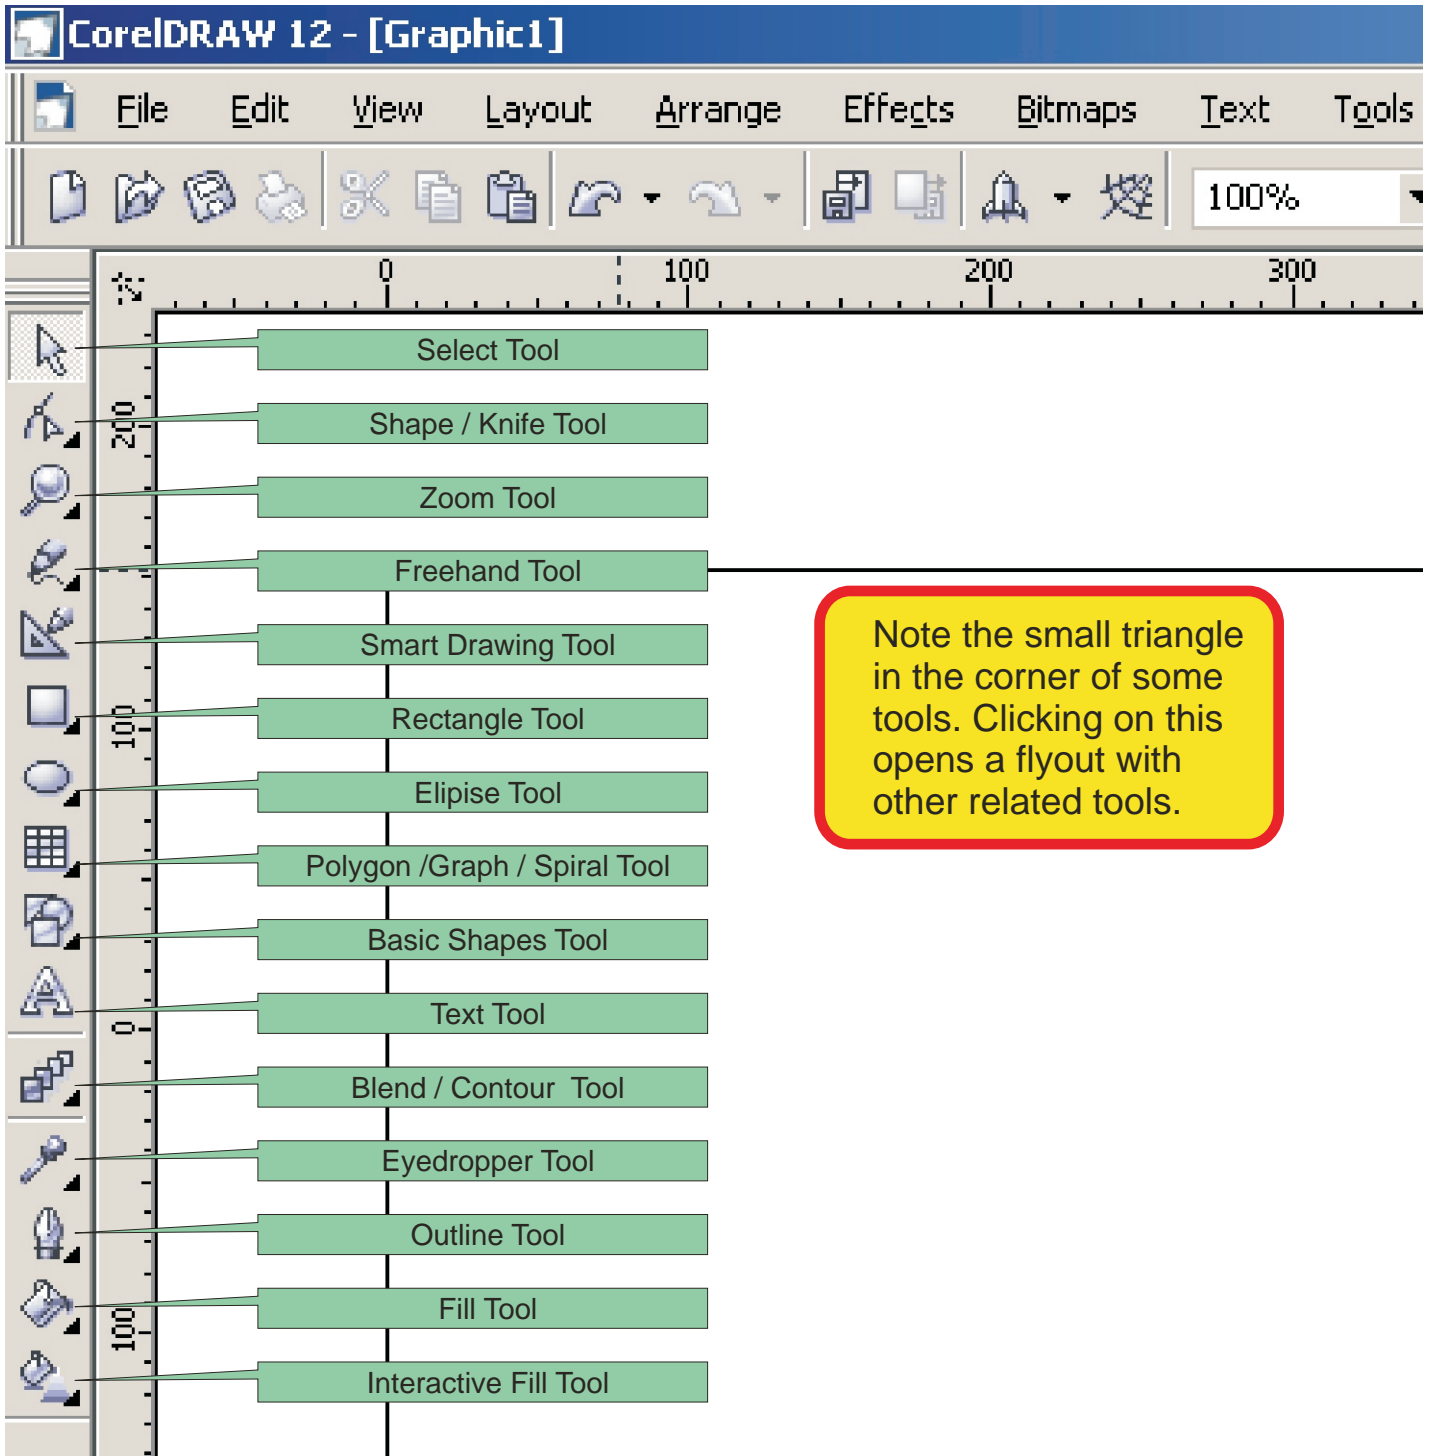 CorelDRAW 12 - [Graphic1]
File Edit View Layout Arrange Effects Bitmaps Text Tools
100%
0 100 200 300
Select Tool
200
Shape / Knife Tool
Zoom Tool
Freehand Tool
Note the small triangle
in the corner of some
tools. Clicking on this
opens a flyout with
other related tools.
Smart Drawing Tool
100
Rectangle Tool
Elipise Tool
Polygon /Graph / Spiral Tool
Basic Shapes Tool
Text Tool
0
Blend / Contour  Tool
Eyedropper Tool
Outline Tool
Fill Tool
100
Interactive Fill Tool